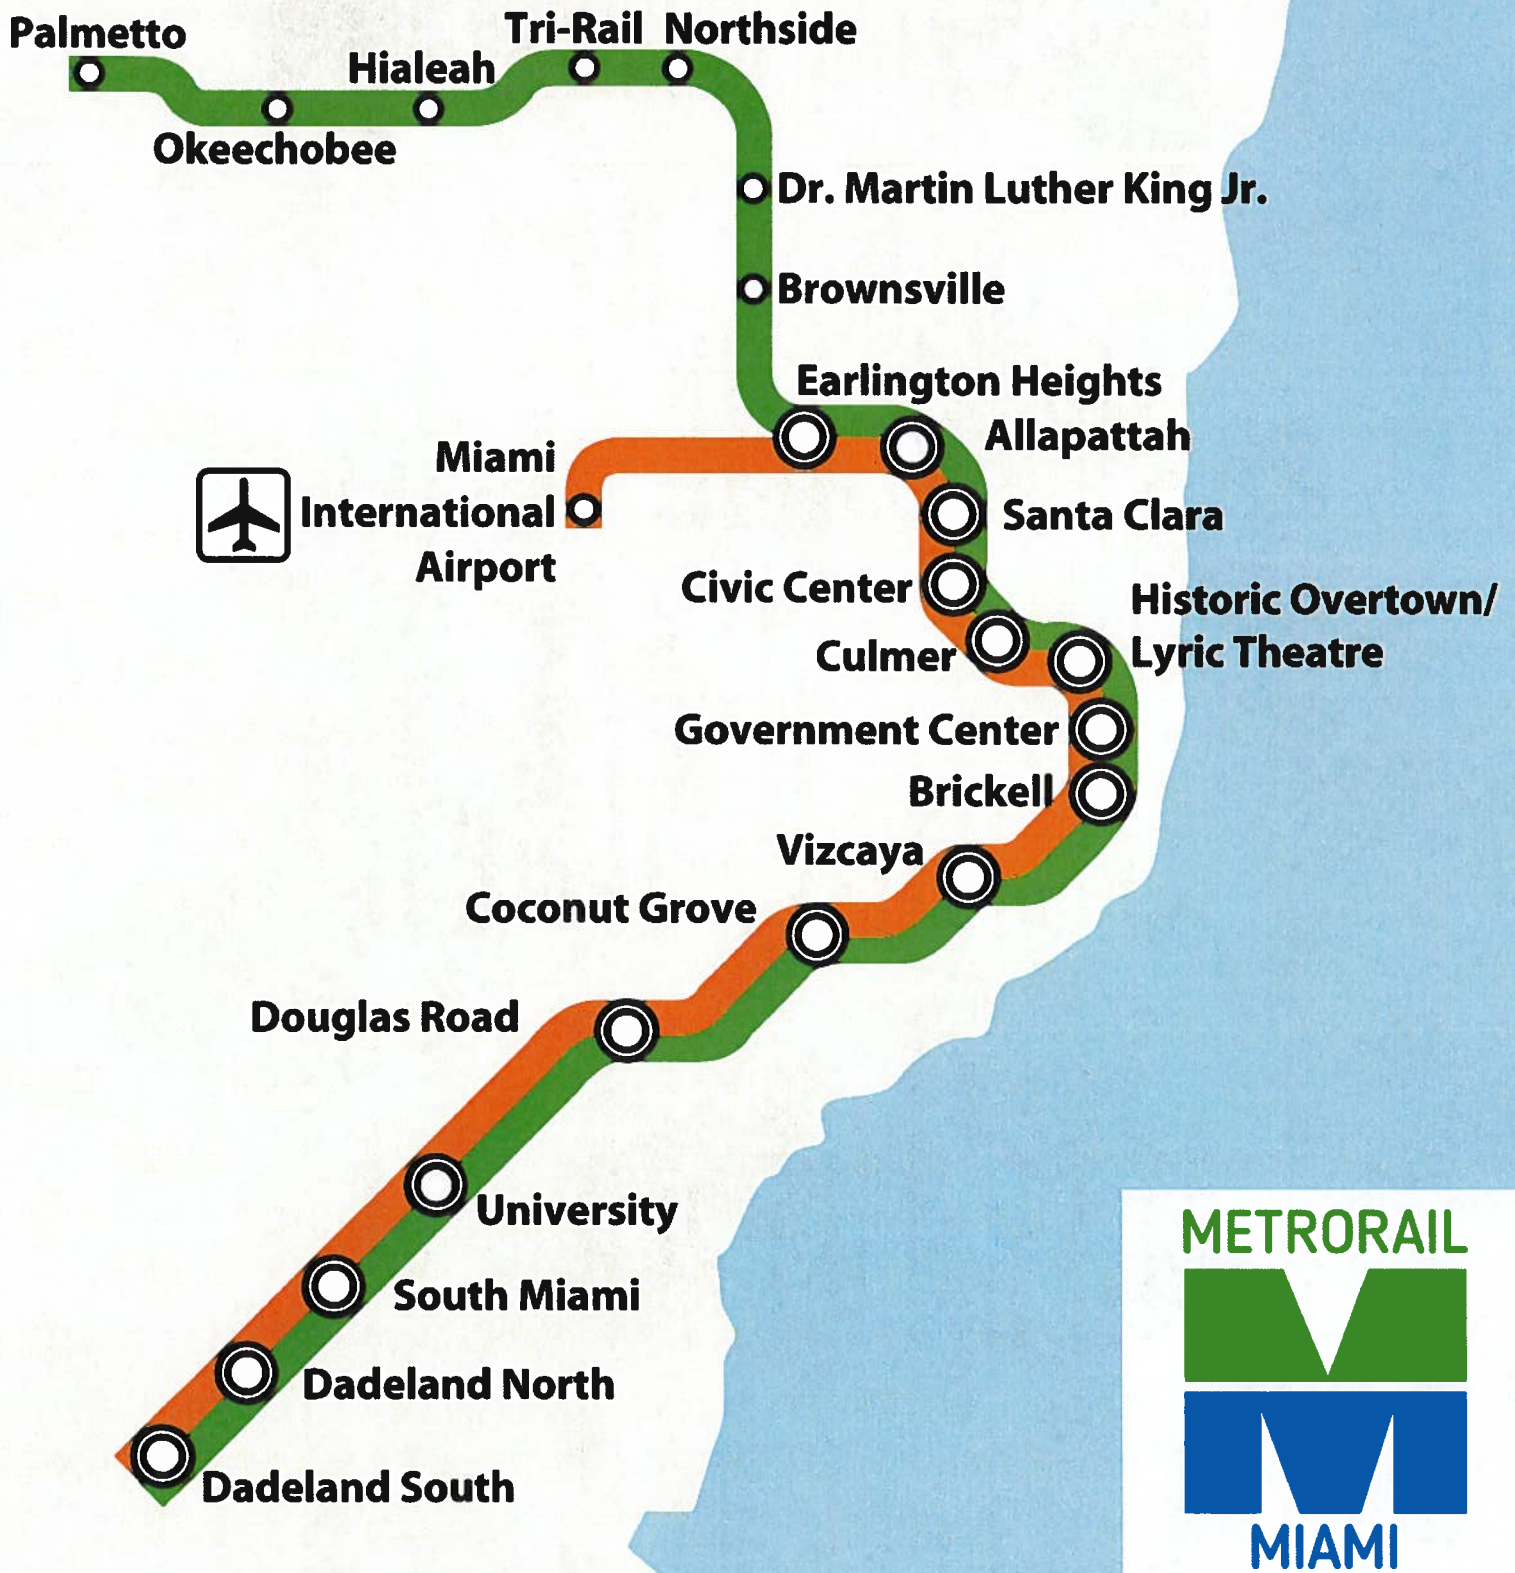 Palmetto
Tri-Rail
Northside
Hialeah
Okeechobee
Dr. Martin Luther King Jr.
Brownsville
Earlington Heights
Allapattah
Miami
International
Airport
Santa Clara
Civic Center
Historic Overtown/
Lyric Theatre
Culmer
Government Center
Brickell
Vizcaya
Coconut Grove
Douglas Road
University
South Miami
Dadeland North
Dadeland South
METRORAIL
MIAMI